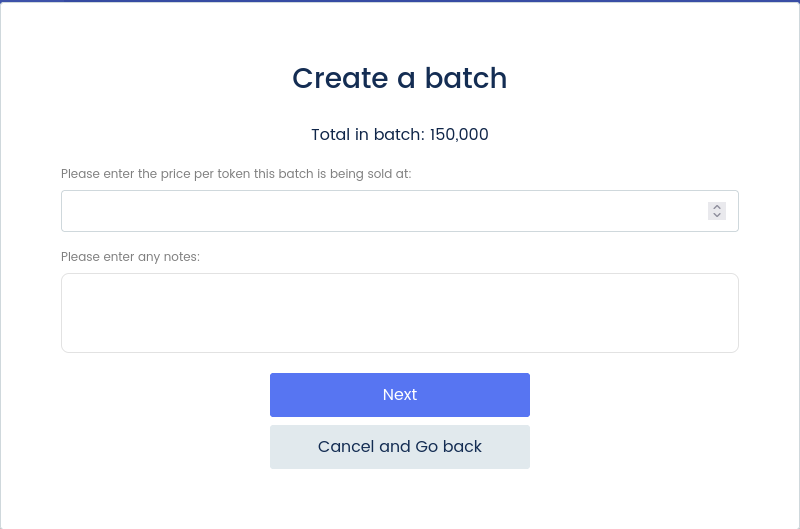 Create a batch
Total in batch: 150,000
Please enter the price per token this batch is being sold at:
Please enter any notes:
Next
Cancel and Go back